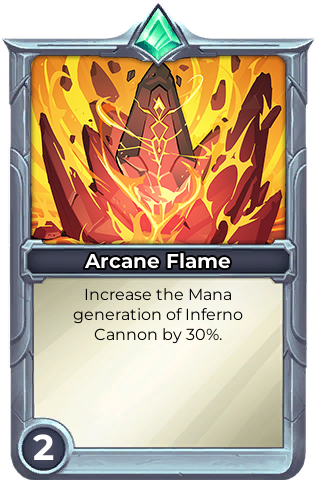 Arcane Flame
Increase the Mana
generation of Inferno
Cannon by 30%.
2